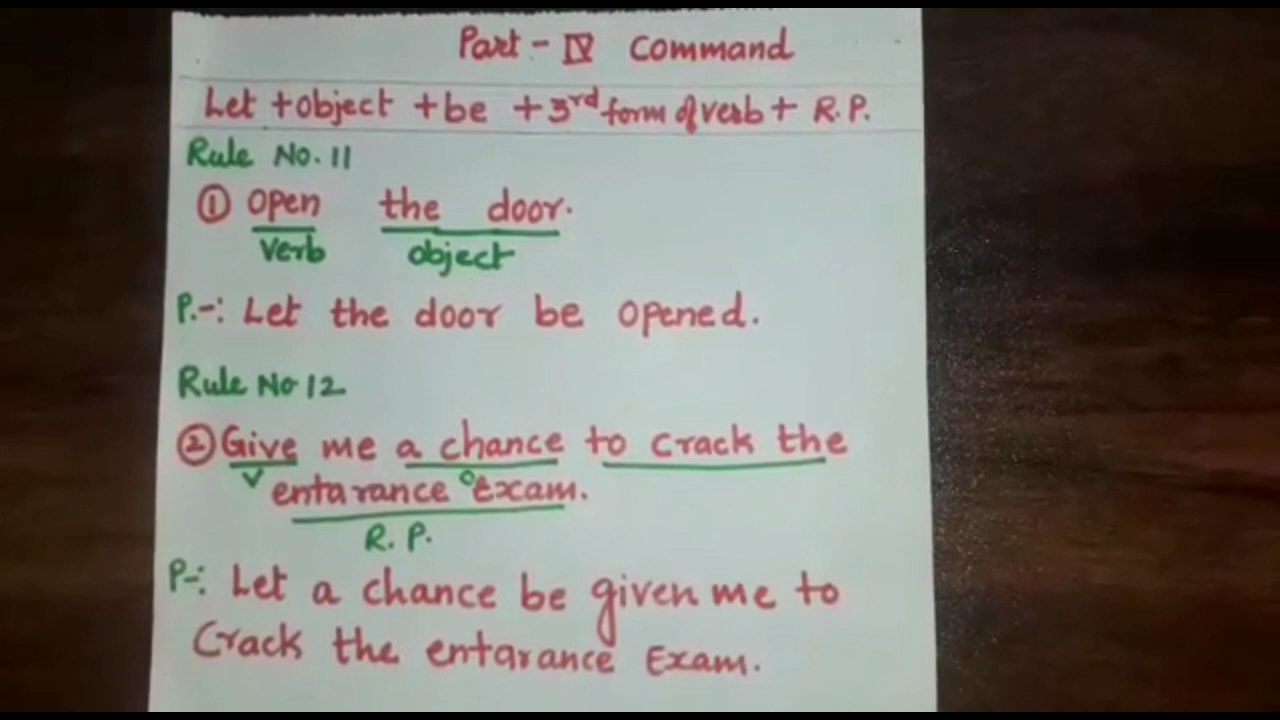 Part - IV Command
Let + object + be + 3rd form of verb + R.P.
Rule No. 11
① Open the door.
verb object
P.-: Let the door be opened.
Rule No 12
② Give me a chance to crack the
V O
entarance Exam.
R. P.
P-: Let a chance be given me to
Crack the entarance Exam.